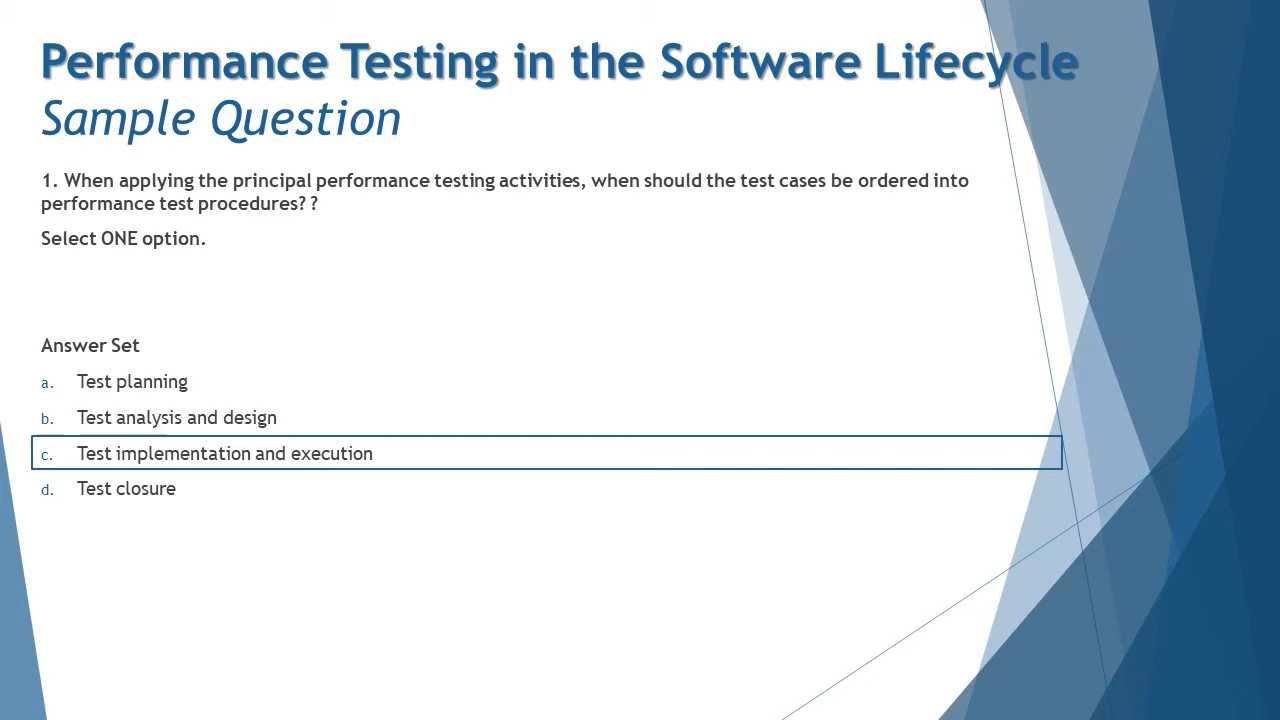 Performance Testing in the Software Lifecycle
Sample Question
1. When applying the principal performance testing activities, when should the test cases be ordered into
performance test procedures? ?
Select ONE option.
Answer Set
a. Test planning
b. Test analysis and design
c. Test implementation and execution
d. Test closure